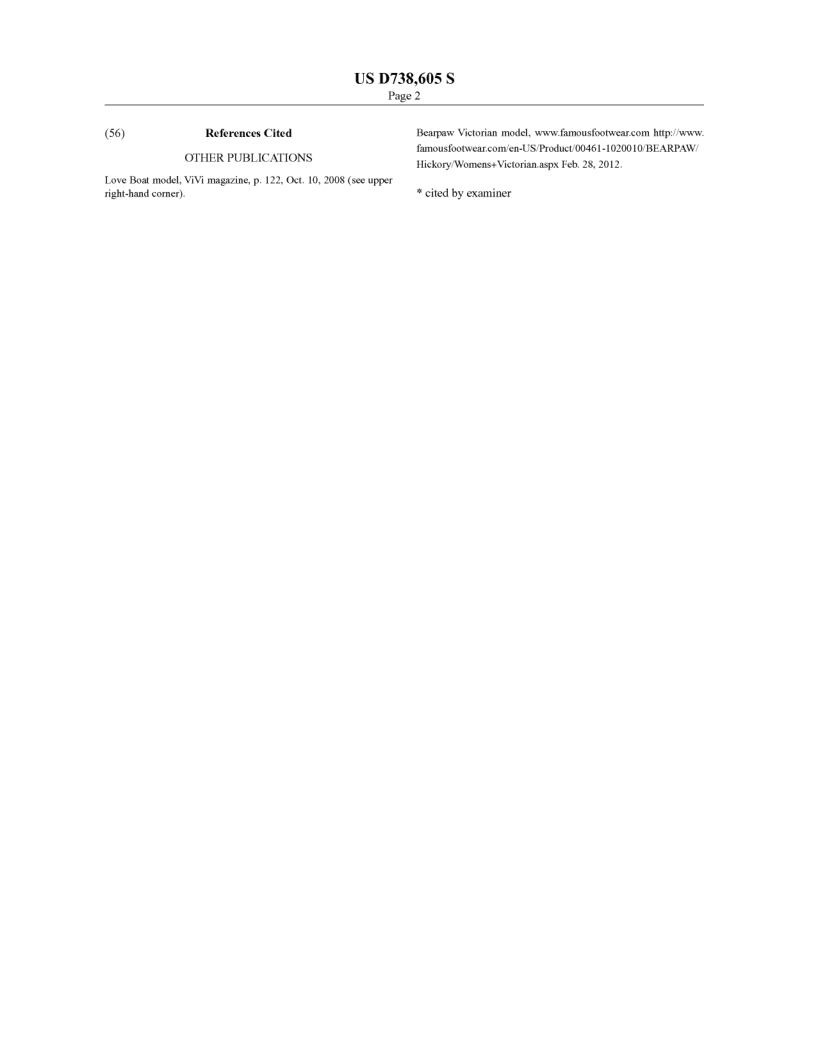 US D738,605 S
Page 2
(56) References Cited
OTHER PUBLICATIONS
Love Boat model, ViVi magazine, p. 122, Oct. 10, 2008 (see upper
right-hand corner).
Bearpaw Victorian model, www.famousfootwear.com http://www.
famousfootwear.com/en-US/Product/00461-1020010/BEARPAW/
Hickory/Womens+Victorian.aspx Feb. 28, 2012.
* cited by examiner